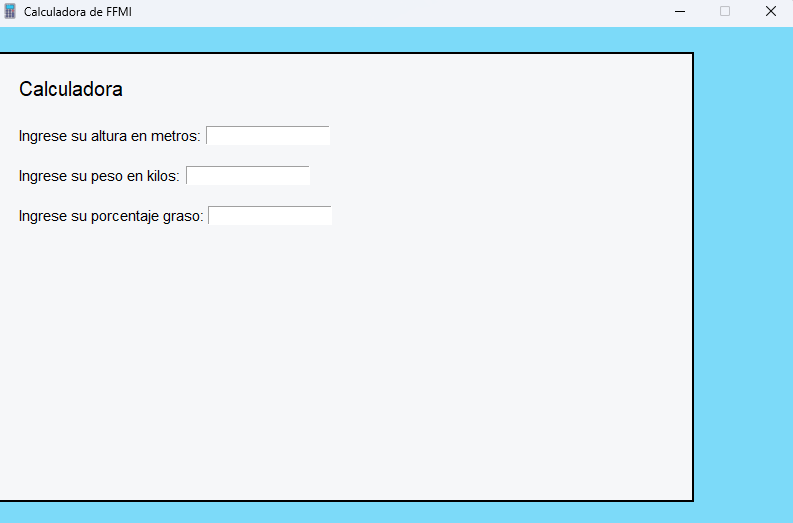 Calculadora de FFMI
Calculadora
Ingrese su altura en metros:
Ingrese su peso en kilos:
Ingrese su porcentaje graso: